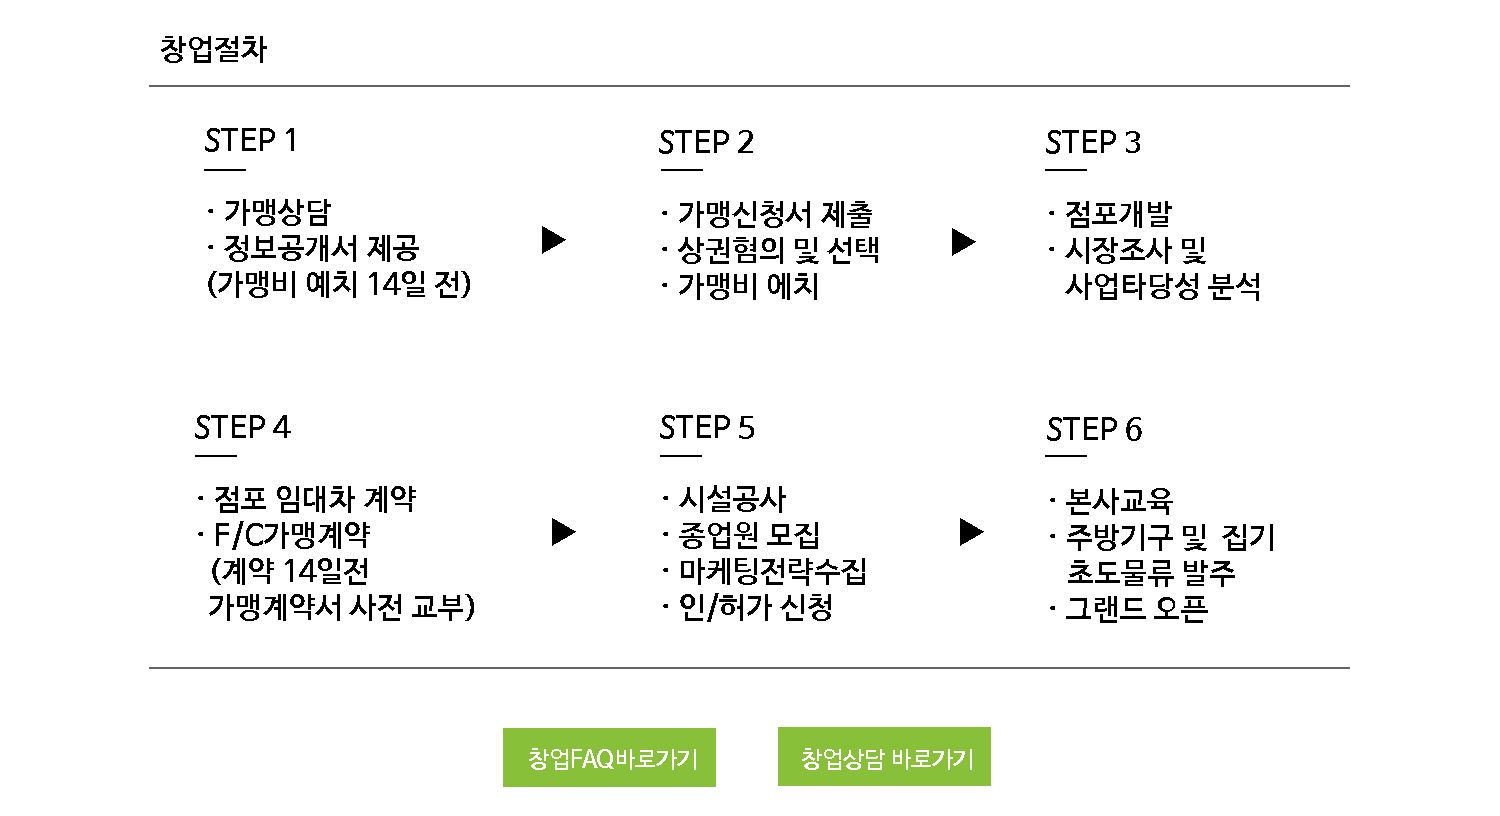 창업절차
STEP 1
· 가맹상담
· 정보공개서 제공
(가맹비 예치 14일 전)
STEP 2
· 가맹신청서 제출
· 상권혐의 및 선택
· 가맹비 에치
STEP 3
· 점포개발
· 시장조사 및
사업타당성 분석
STEP 4
· 점포 임대차 계약
· F/C가맹계약
(계약 14일전
가맹계약서 사전 교부)
STEP 5
· 시설공사
· 종업원 모집
· 마케팅전략수집
· 인/허가 신청
STEP 6
· 본사교육
· 주방기구 및 집기
초도물류 발주
· 그랜드 오픈
창업FAQ바로가기
창업상담 바로가기